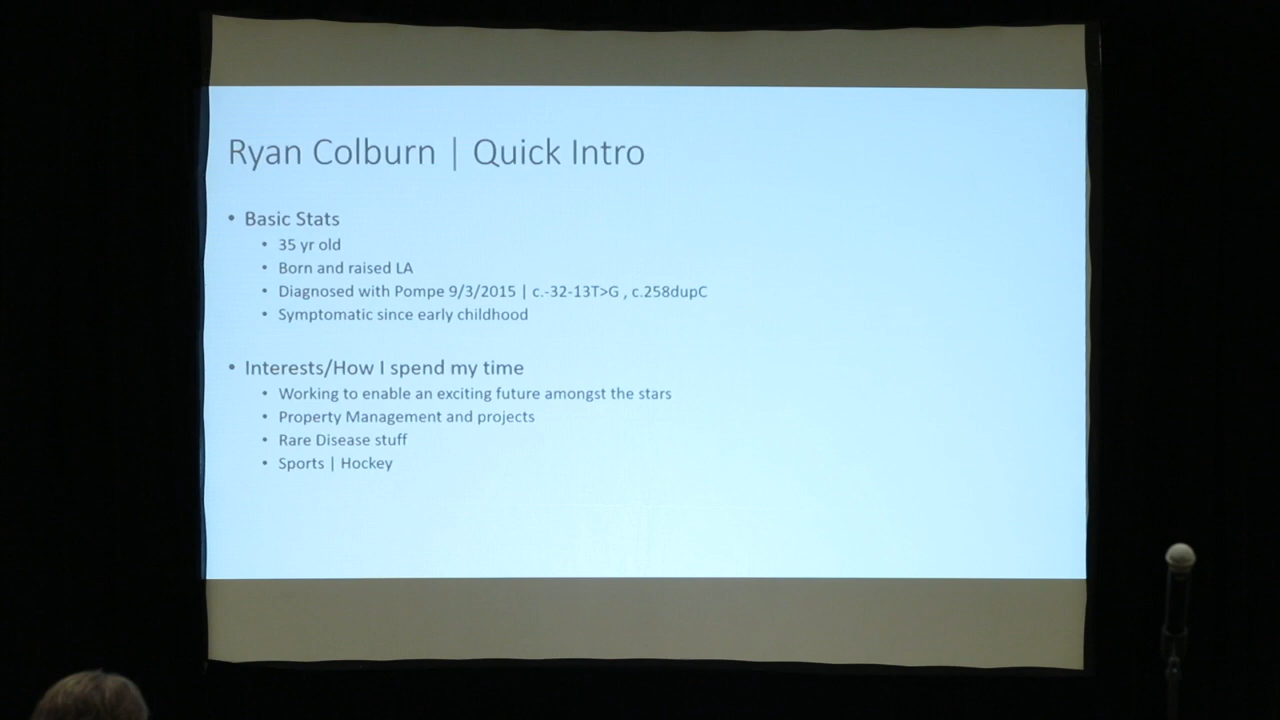 Ryan Colburn | Quick Intro
• Basic Stats
• 35 yr old
• Born and raised LA
• Diagnosed with Pompe 9/3/2015 | c.-32-13T>G , c.258dupC
• Symptomatic since early childhood
• Interests/How I spend my time
• Working to enable an exciting future amongst the stars
• Property Management and projects
• Rare Disease stuff
• Sports | Hockey